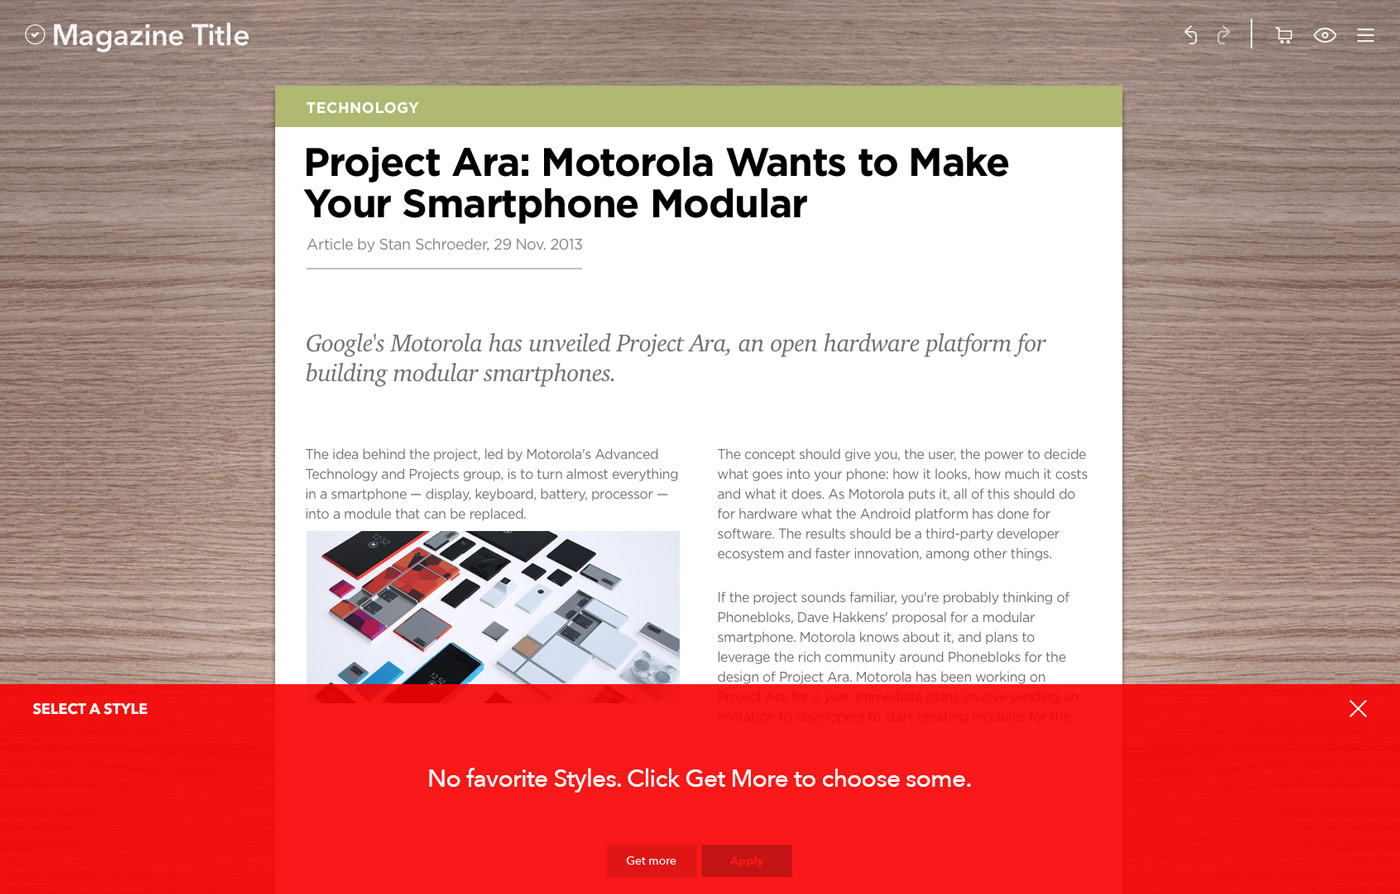 Magazine Title
TECHNOLOGY
Project Ara: Motorola Wants to Make
Your Smartphone Modular
Article by Stan Schroeder, 29 Nov. 2013
Google's Motorola has unveiled Project Ara, an open hardware platform for
building modular smartphones.
The idea behind the project, led by Motorola's Advanced
Technology and Projects group, is to turn almost everything
in a smartphone — display, keyboard, battery, processor —
into a module that can be replaced.
12:52
12:52
The concept should give you, the user, the power to decide
what goes into your phone: how it looks, how much it costs
and what it does. As Motorola puts it, all of this should do
for hardware what the Android platform has done for
software. The results should be a third-party developer
ecosystem and faster innovation, among other things.
If the project sounds familiar, you're probably thinking of
Phonebloks, Dave Hakkens' proposal for a modular
smartphone. Motorola knows about it, and plans to
leverage the rich community around Phonebloks for the
design of Project Ara. Motorola has been working on
Project Ara for a year. Immediate plans involve sending an
invitation to developers to start creating modules for the
SELECT A STYLE
No favorite Styles. Click Get More to choose some.
Get more
Apply